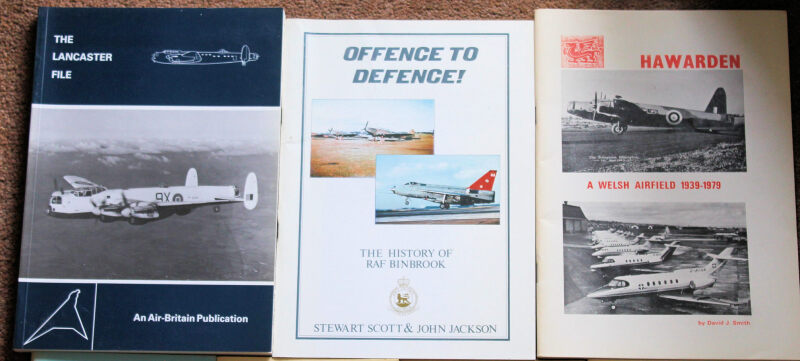 THE
LANCASTER
FILE
9X
An Air-Britain Publication
OFFENCE TO
DEFENCE!
THE HISTORY OF
RAF BINBROOK
STEWART SCOTT & JOHN JACKSON
HAWARDEN
A WELSH AIRFIELD 1939-1979
by David J. Smith